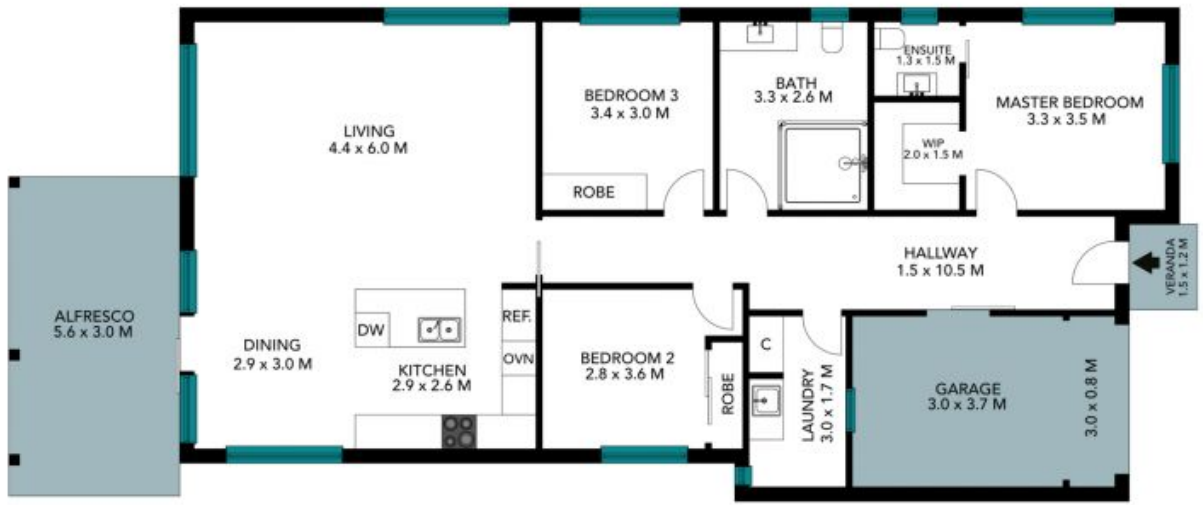 LIVING
4.4 x 6.0 M
BEDROOM 3
3.4 x 3.0 M
ROBE
BATH
3.3 x 2.6 M
ENSUITE
1.3 x 1.5 M
WIP
2.0 x 1.5 M
MASTER BEDROOM
3.3 x 3.5 M
HALLWAY
1.5 x 10.5 M
VERANDA
1.5 x 1.2 M
ALFRESCO
5.6 x 3.0 M
DINING
2.9 x 3.0 M
DW
REF.
OVN
KITCHEN
2.9 x 2.6 M
BEDROOM 2
2.8 x 3.6 M
ROBE
C
LAUNDRY
3.0 x 1.7 M
GARAGE
3.0 x 3.7 M
3.0 x 0.8 M